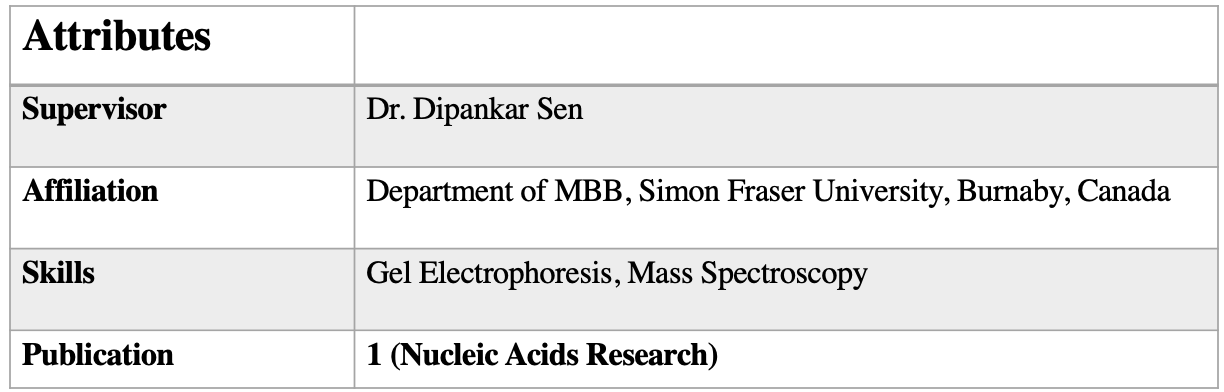 Attributes
Supervisor Dr. Dipankar Sen
Affiliation Department of MBB, Simon Fraser University, Burnaby, Canada
Skills Gel Electrophoresis, Mass Spectroscopy
Publication 1 (Nucleic Acids Research)